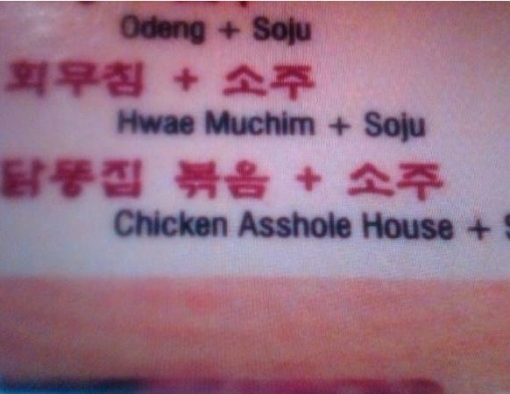 Odeng + Soju
회무침 + 소주
Hwae Muchim + Soju
닭똥집 볶음 + 소주
Chicken Asshole House +